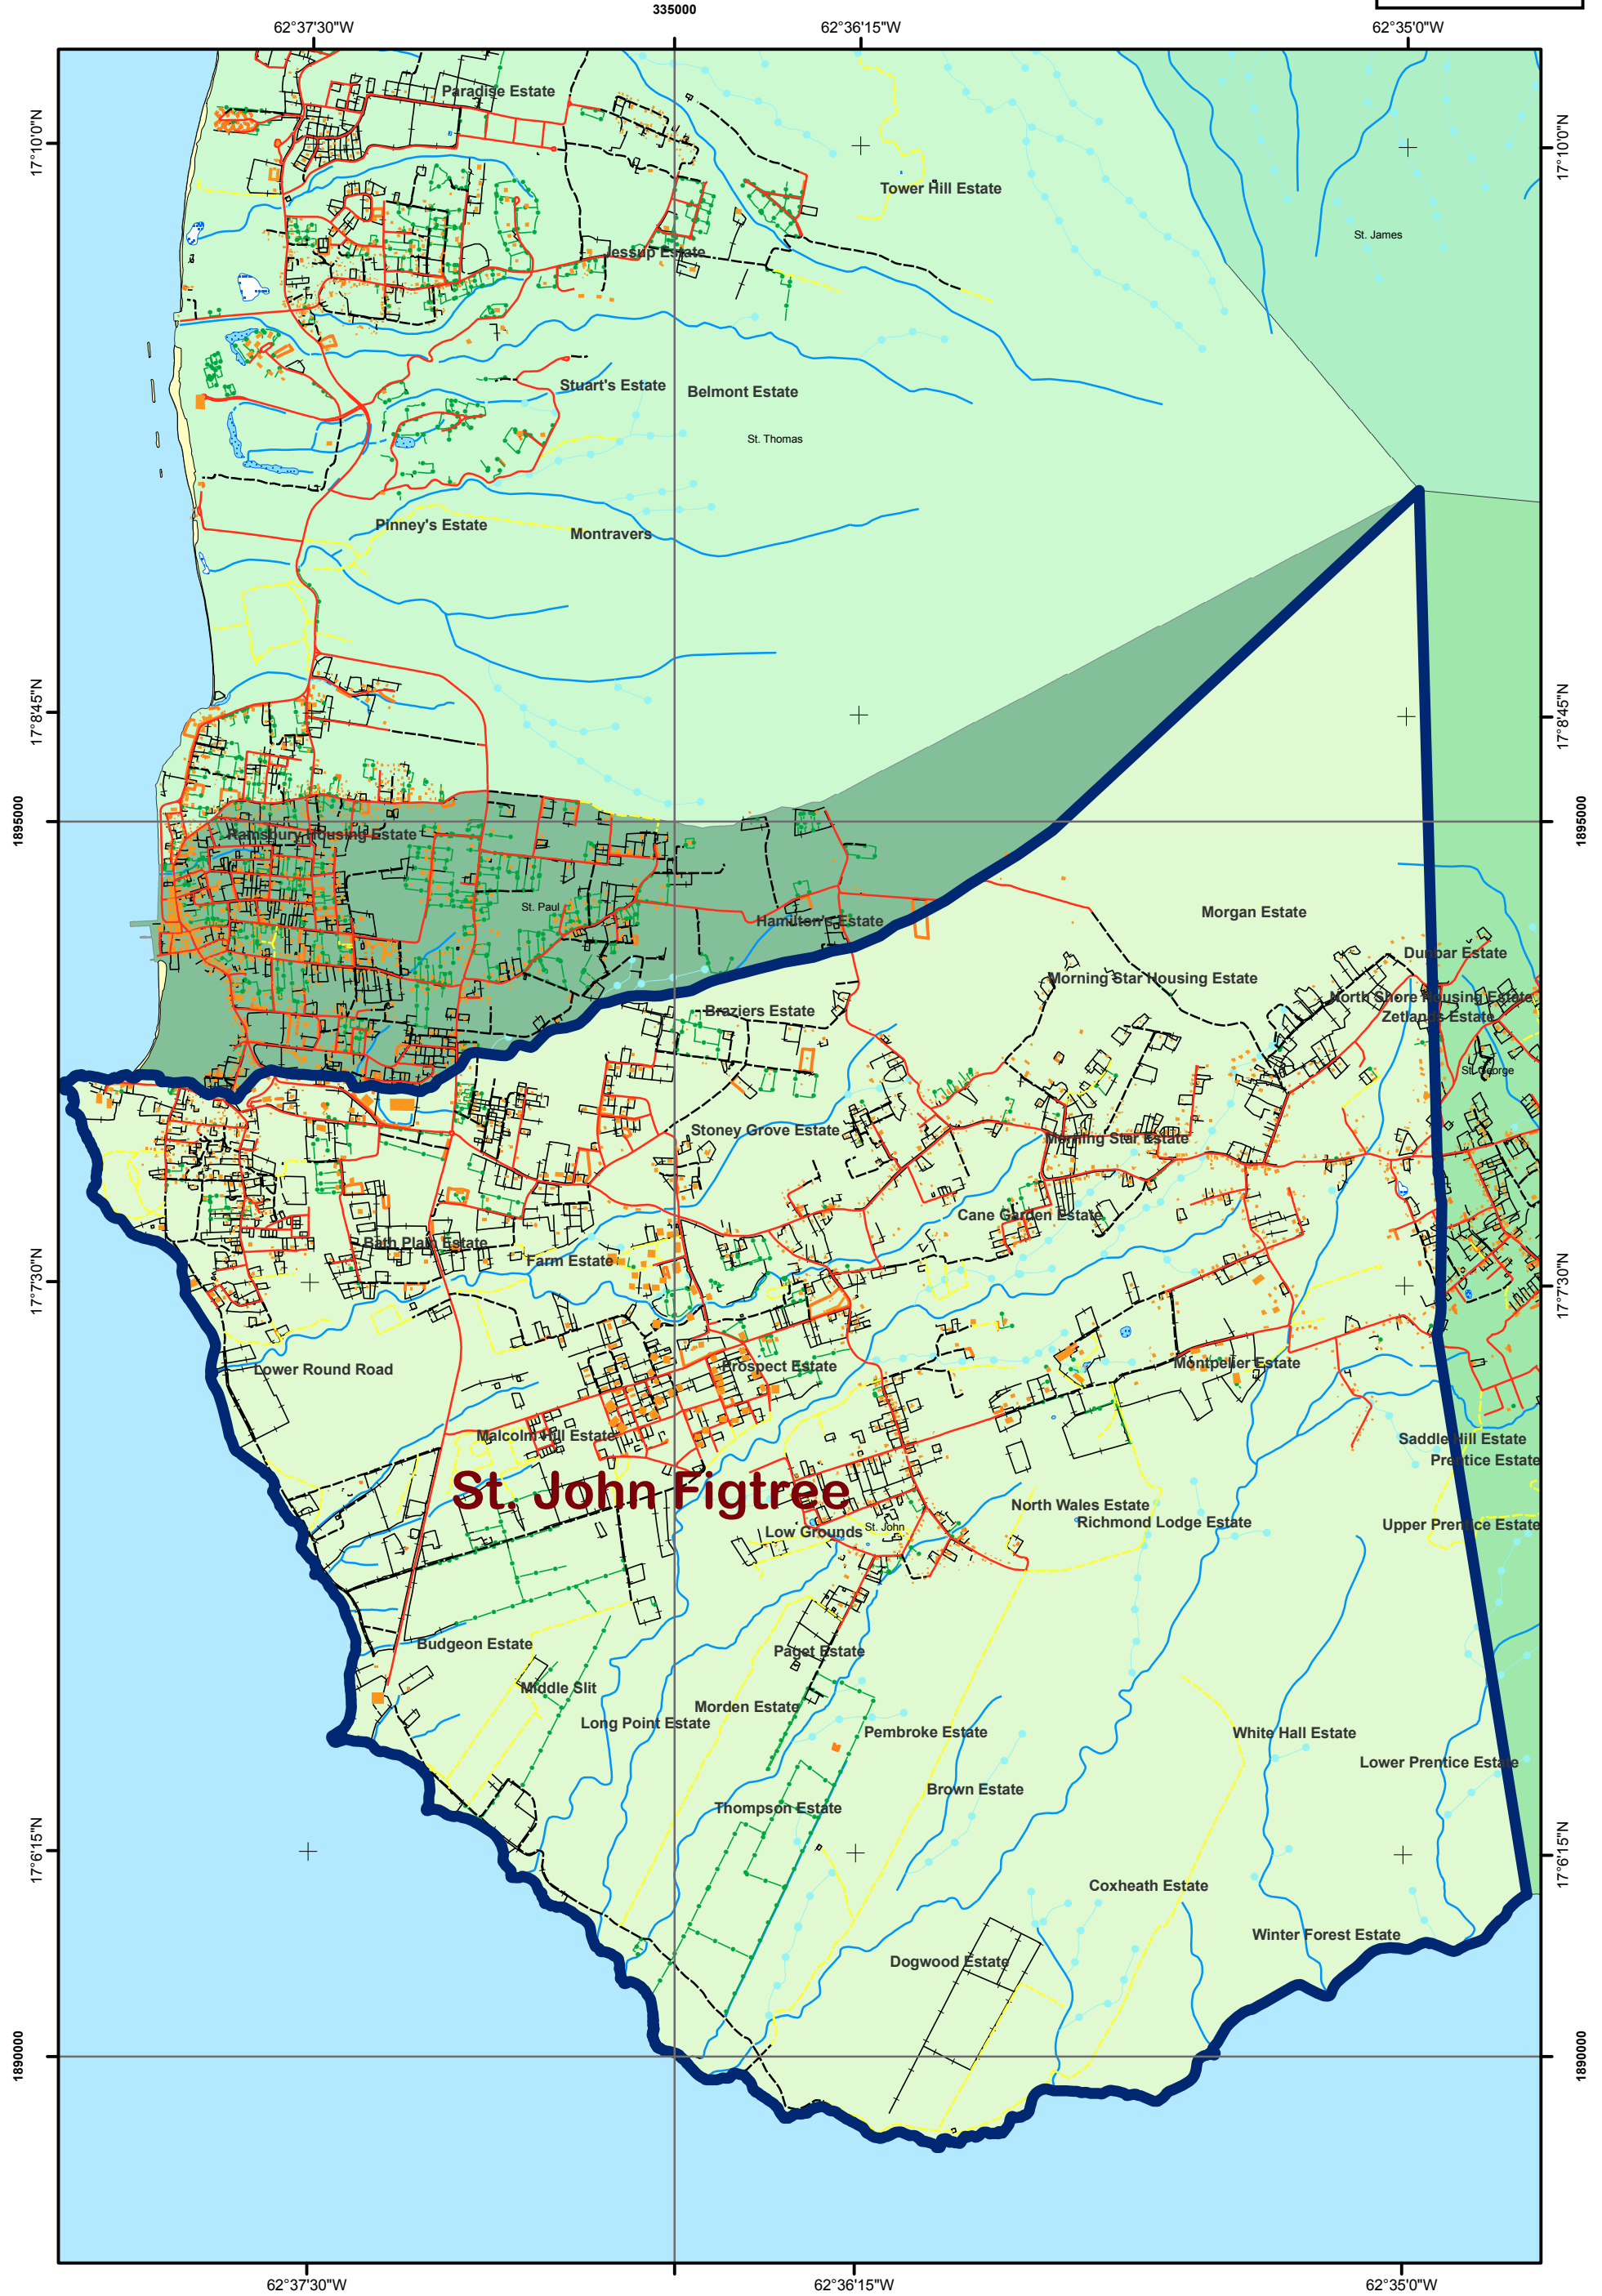 335000
62°37'30"W
62°36'15"W
62°35'0"W
17°10'0"N
17°10'0"N
Paradise Estate
Tower Hill Estate
St. James
Jessup Estate
Stuart's Estate
Belmont Estate
St. Thomas
Pinney's Estate
Montravers
17°8'45"N
17°8'45"N
1895000
1895000
Ramsbury Housing Estate
St. Paul
Hamilton's Estate
Morgan Estate
Dunbar Estate
Morning Star Housing Estate
North Shore Housing Estate
Braziers Estate
Zetlands Estate
St. George
Stoney Grove Estate
Morning Star Estate
Cane Garden Estate
Bath Plain Estate
Farm Estate
17°7'30"N
17°7'30"N
Lower Round Road
Prospect Estate
Montpelier Estate
Malcolm Hill Estate
Saddle Hill Estate
Prentice Estate
St. John Figtree
North Wales Estate
Richmond Lodge Estate
Upper Prentice Estate
Low Grounds
St. John
Budgeon Estate
Paget Estate
Middle Slit
Morden Estate
Long Point Estate
Pembroke Estate
White Hall Estate
Lower Prentice Estate
Brown Estate
Thompson Estate
17°6'15"N
17°6'15"N
Coxheath Estate
Winter Forest Estate
Dogwood Estate
1890000
1890000
62°37'30"W
62°36'15"W
62°35'0"W